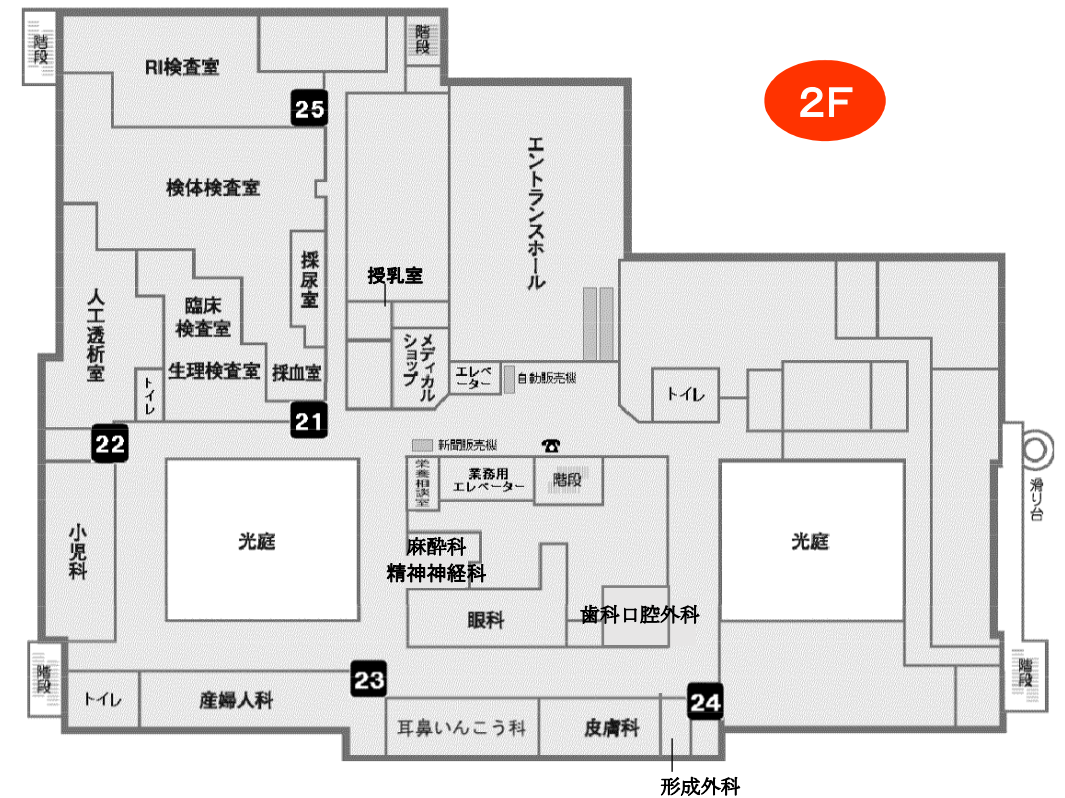 階段
階段
RI検査室
2F
25
エントランスホール
検体検査室
採尿室
授乳室
人工透析室
臨床
検査室
生理検査室
採血室
トイレ
メディカル
ショップ
エレベ
ーター
自動販売機
トイレ
21
22
新聞販売機
栄養相談室
業務用
エレベーター
階段
滑り台
小児科
光庭
麻酔科
精神神経科
光庭
眼科
歯科口腔外科
階段
階段
トイレ
産婦人科
23
24
耳鼻いんこう科
皮膚科
形成外科